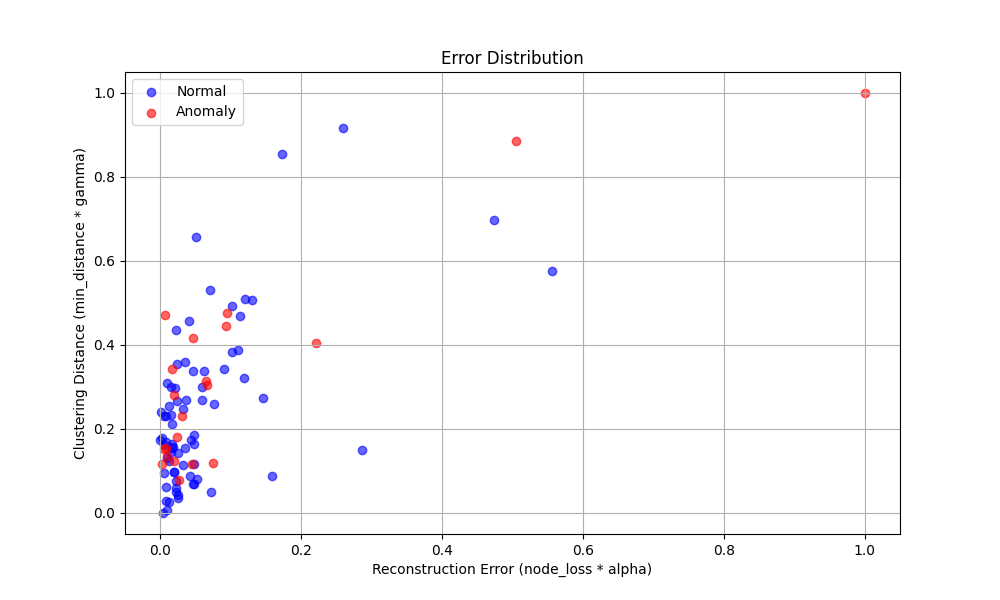 Error Distribution
Normal
Anomaly
1.0
0.8
0.6
0.4
0.2
0.0
Clustering Distance (min_distance * gamma)
0.0 0.2 0.4 0.6 0.8 1.0
Reconstruction Error (node_loss * alpha)